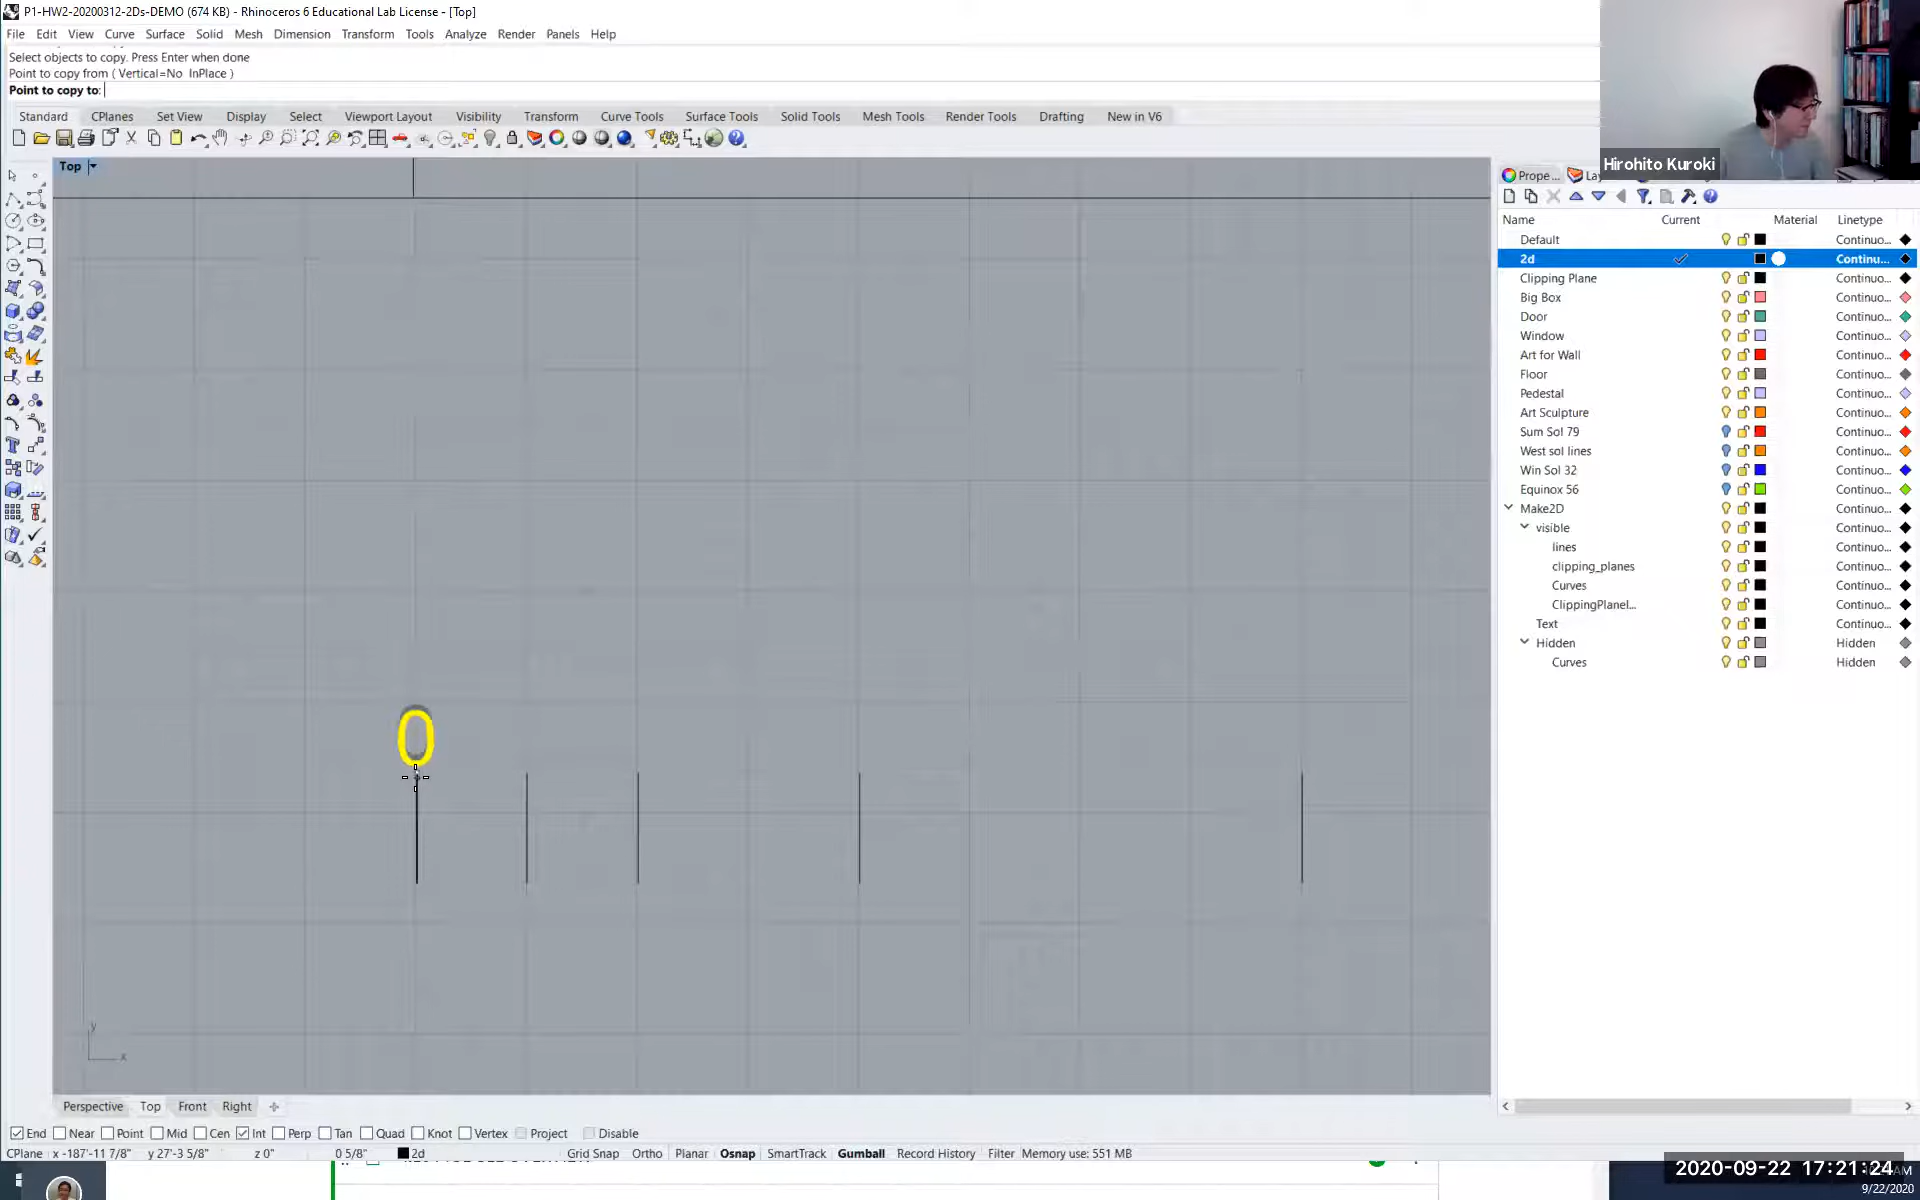 P1-HW2-20200312-2Ds-DEMO (674 KB) - Rhinoceros 6 Educational Lab License - [Top]
File Edit View Curve Surface Solid Mesh Dimension Transform Tools Analyze Render Panels Help
Select objects to copy. Press Enter when done
Point to copy from ( Vertical=No InPlace )
Point to copy to:
Standard CPlanes Set View Display Select Viewport Layout Visibility Transform Curve Tools Surface Tools Solid Tools Mesh Tools Render Tools Drafting New in V6
Hirohito Kuroki
Top
Prope...
Name Current Material Linetype
Default Continuo...
2d Continu...
Clipping Plane Continuo...
Big Box Continuo...
Door Continuo...
Window Continuo...
Art for Wall Continuo...
Floor Continuo...
Pedestal Continuo...
Art Sculpture Continuo...
Sum Sol 79 Continuo...
West sol lines Continuo...
Win Sol 32 Continuo...
Equinox 56 Continuo...
Make2D Continuo...
visible Continuo...
lines Continuo...
clipping_planes Continuo...
Curves Continuo...
ClippingPlanel... Continuo...
Text Continuo...
Hidden Hidden
Curves Hidden
0
y
x
Perspective Top Front Right
End Near Point Mid Cen Int Perp Tan Quad Knot Vertex Project Disable
CPlane x -187'-11 7/8" y 27'-3 5/8" z 0" 0 5/8" 2d Grid Snap Ortho Planar Osnap SmartTrack Gumball Record History Filter Memory use: 551 MB
2020-09-22 17:21:24
9/22/2020